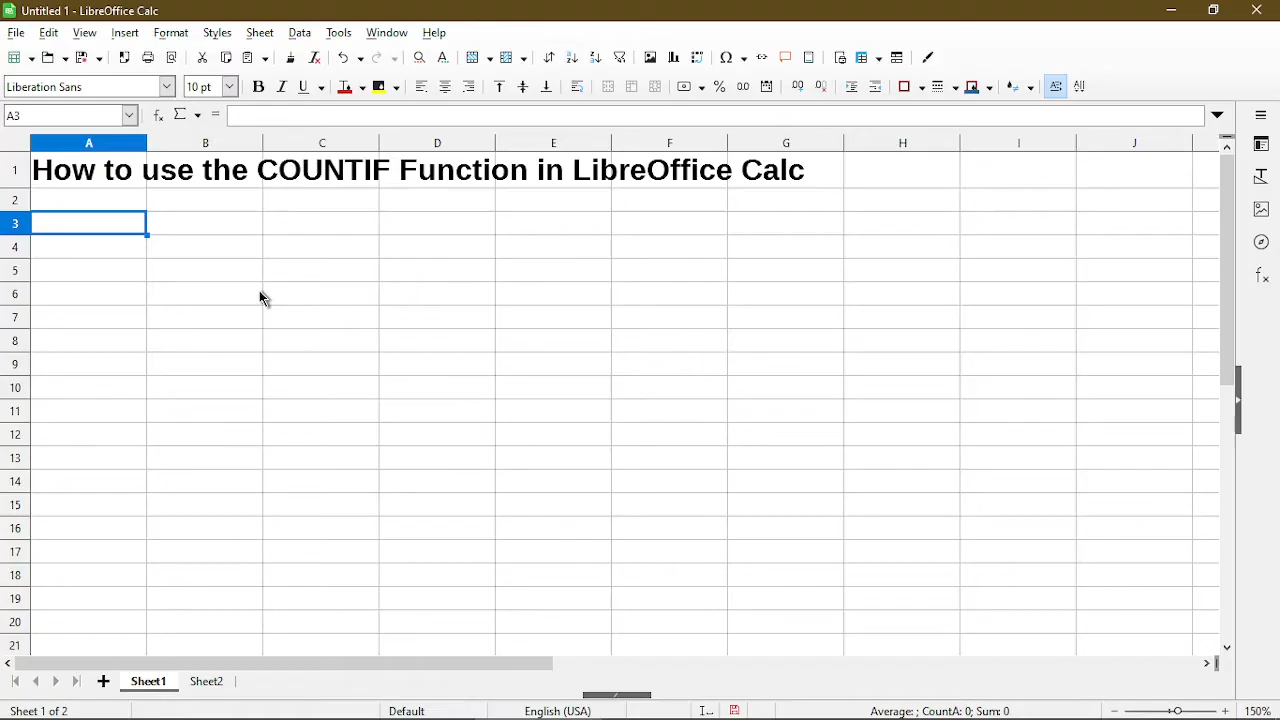 Untitled 1 - LibreOffice Calc
File Edit View Insert Format Styles Sheet Data Tools Window Help
Liberation Sans 10 pt B I U A % 0.0
A3 fx Σ =
A B C D E F G H I J
1 How to use the COUNTIF Function in LibreOffice Calc
2
3
4
5
6
7
8
9
10
11
12
13
14
15
16
17
18
19
20
21
Sheet1 Sheet2
Sheet 1 of 2 Default English (USA) Average: ; CountA: 0; Sum: 0 150%